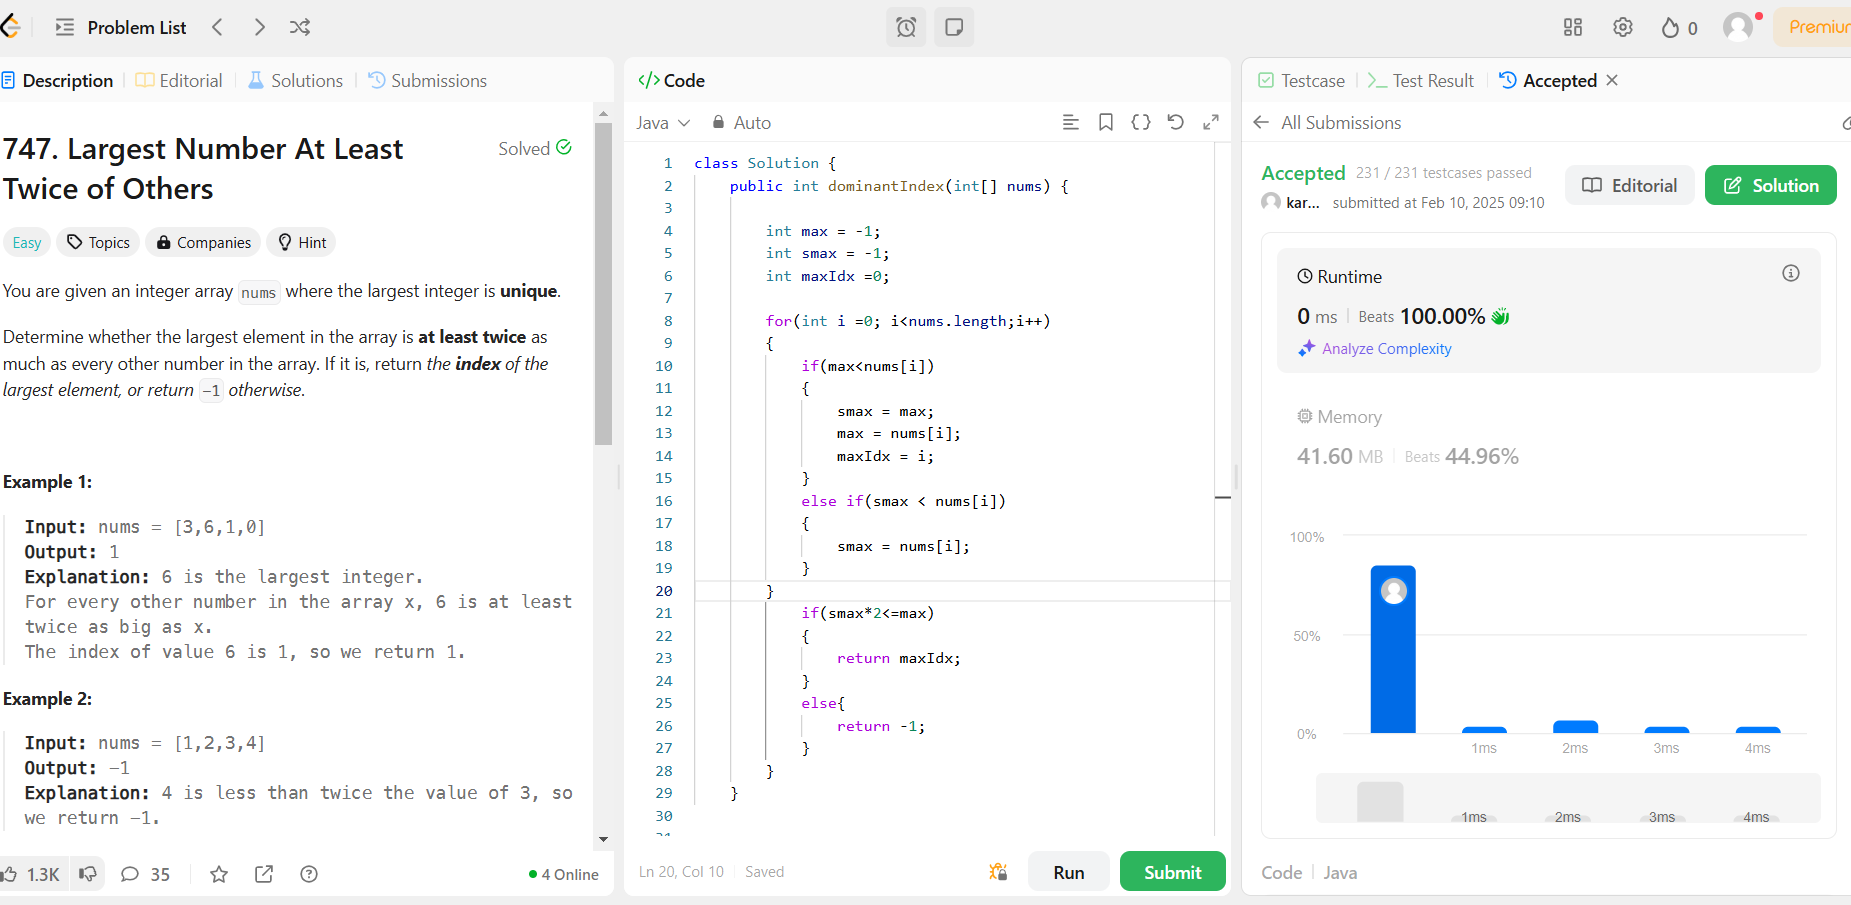 Problem List
0
Premiur
Description
Editorial
Solutions
Submissions
747. Largest Number At Least
Twice of Others
Solved
Easy
Topics
Companies
Hint
You are given an integer array nums where the largest integer is unique.
Determine whether the largest element in the array is at least twice as
much as every other number in the array. If it is, return the index of the
largest element, or return -1 otherwise.
Example 1:
Input: nums = [3,6,1,0]
Output: 1
Explanation: 6 is the largest integer.
For every other number in the array x, 6 is at least
twice as big as x.
The index of value 6 is 1, so we return 1.
Example 2:
Input: nums = [1,2,3,4]
Output: -1
Explanation: 4 is less than twice the value of 3, so
we return -1.
1.3K
35
4 Online
</> Code
Java
Auto
1 class Solution {
2 public int dominantIndex(int[] nums) {
3
4 int max = -1;
5 int smax = -1;
6 int maxIdx =0;
7
8 for(int i =0; i<nums.length;i++)
9 {
10 if(max<nums[i])
11 {
12 smax = max;
13 max = nums[i];
14 maxIdx = i;
15 }
16 else if(smax < nums[i])
17 {
18 smax = nums[i];
19 }
20 }
21 if(smax*2<=max)
22 {
23 return maxIdx;
24 }
25 else{
26 return -1;
27 }
28 }
29 }
30
Ln 20, Col 10
Saved
Run
Submit
Testcase
Test Result
Accepted
All Submissions
Accepted 231 / 231 testcases passed
kar... submitted at Feb 10, 2025 09:10
Editorial
Solution
Runtime
0 ms Beats 100.00%
Analyze Complexity
Memory
41.60 MB Beats 44.96%
100%
50%
0%
1ms 2ms 3ms 4ms
1ms 2ms 3ms 4ms
Code Java